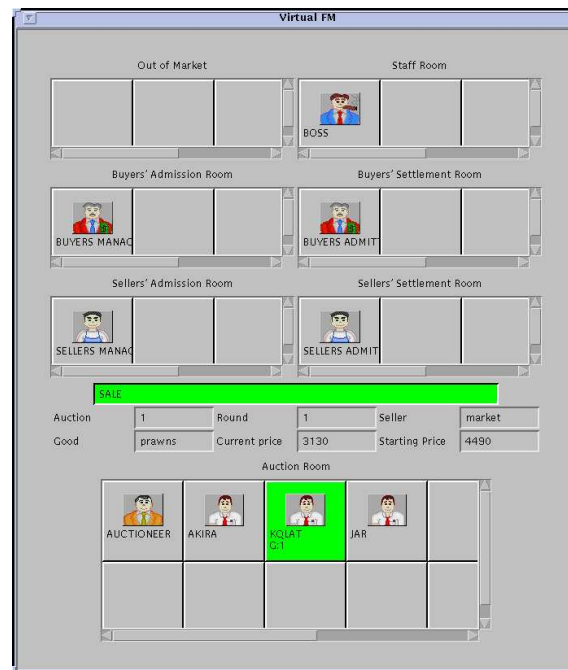 Virtual FM
Out of Market
Staff Room
BOSS
Buyers' Admission Room
Buyers' Settlement Room
BUYERS MANAC
BUYERS ADMIT
Sellers' Admission Room
Sellers' Settlement Room
SELLERS MANAC
SELLERS ADMIT
SALE
Auction 1 Round 1 Seller market
Good prawns Current price 3130 Starting Price 4490
Auction Room
AUCTIONEER AKIRA KQLAT JAR
G:1